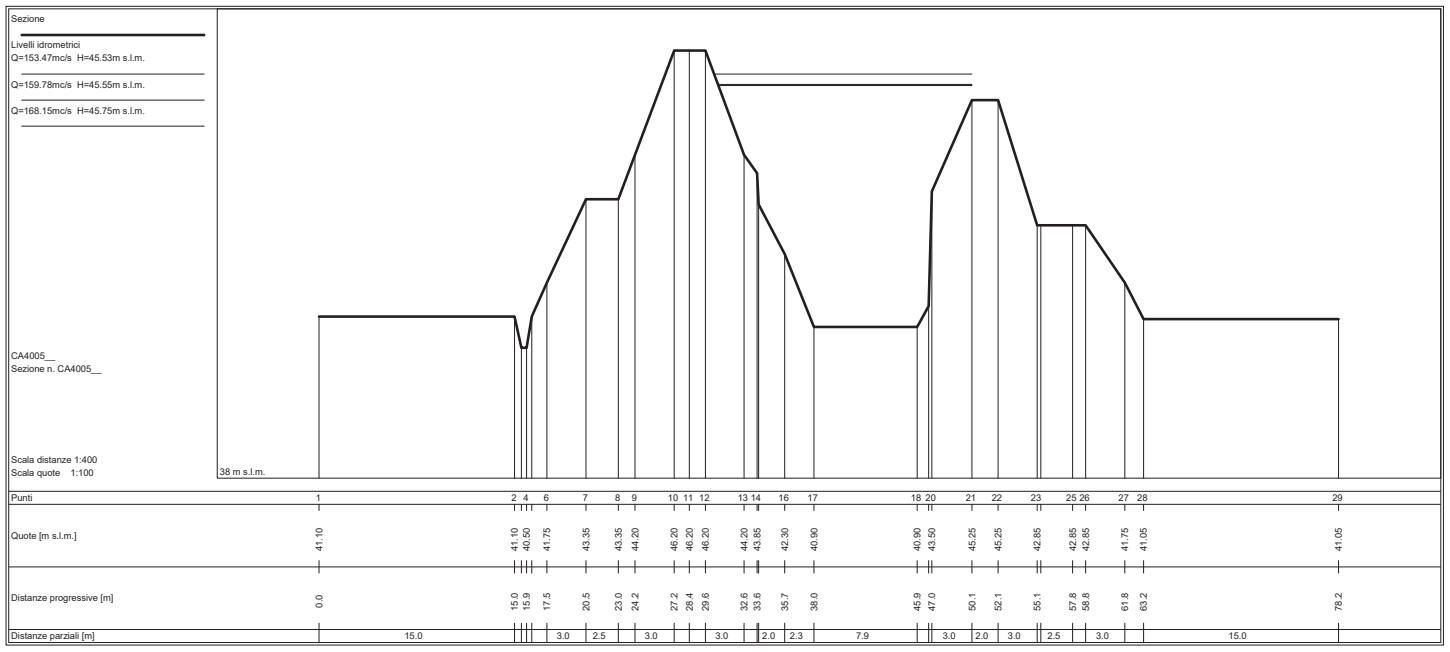 Sezione
Livelli idrometrici
Q=153.47mc/s H=45.53m s.l.m.
Q=159.78mc/s H=45.55m s.l.m.
Q=168.15mc/s H=45.75m s.l.m.
CA4005__
Sezione n. CA4005__
Scala distanze 1:400
Scala quote 1:100
38 m s.l.m.
Punti 1 2 4 6 7 8 9 10 11 12 13 14 16 17 18 20 21 22 23 25 26 27 28 29
Quote [m s.l.m.] 41.10 41.10 40.50 41.75 43.35 43.35 44.20 46.20 46.20 46.20 44.20 43.85 42.30 40.90 40.90 43.50 45.25 45.25 42.85 42.85 42.85 41.75 41.05 41.05
Distanze progressive [m] 0.0 15.0 15.9 17.5 20.5 23.0 24.2 27.2 28.4 29.6 32.6 33.6 35.7 38.0 45.9 47.0 50.1 52.1 55.1 57.8 58.8 61.8 63.2 78.2
Distanze parziali [m] 15.0 3.0 2.5 3.0 3.0 2.0 2.3 7.9 3.0 2.0 3.0 2.5 3.0 15.0